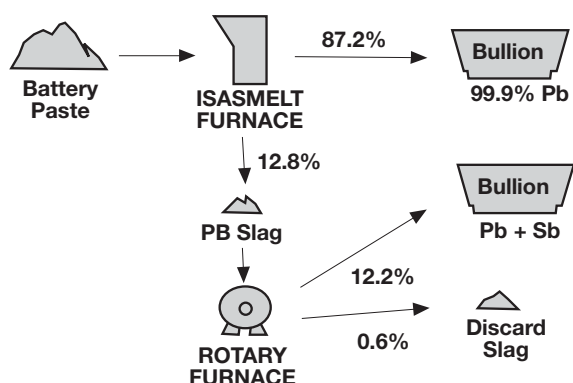 Battery
Paste
ISASMELT
FURNACE
87.2%
Bullion
99.9% Pb
12.8%
PB Slag
Bullion
Pb + Sb
12.2%
0.6%
Discard
Slag
ROTARY
FURNACE